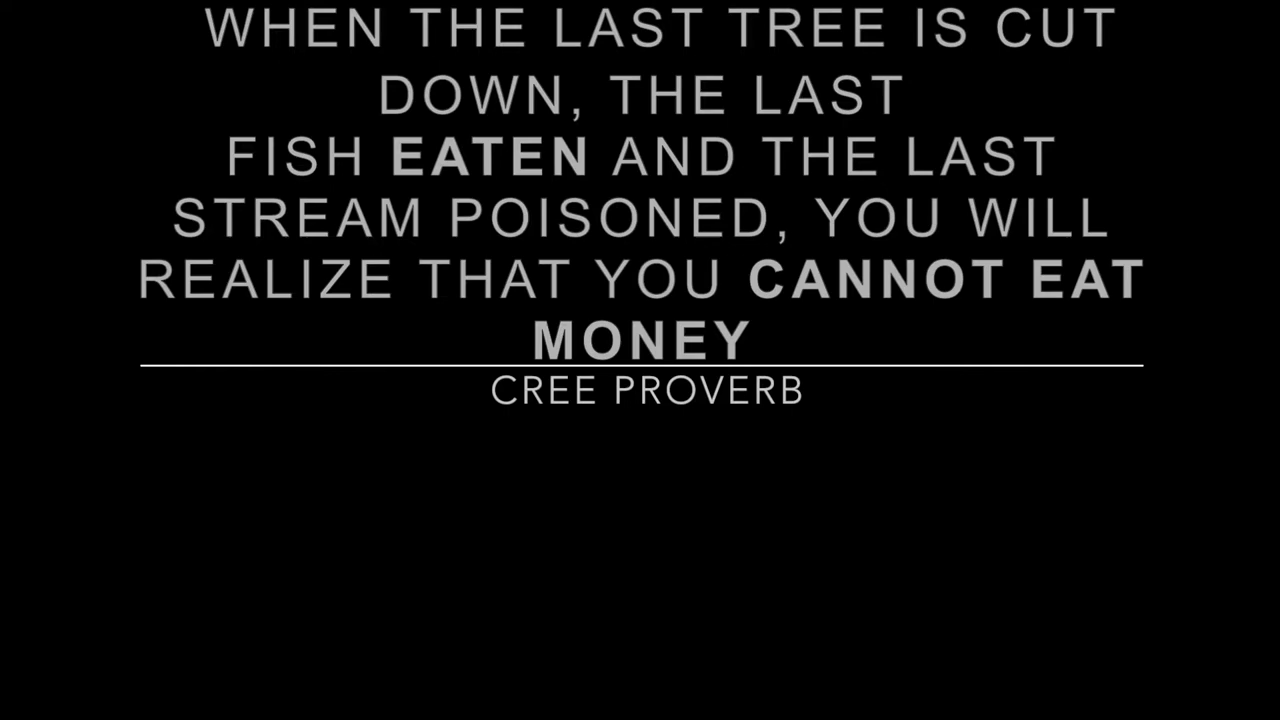 WHEN THE LAST TREE IS CUT
DOWN, THE LAST
FISH EATEN AND THE LAST
STREAM POISONED, YOU WILL
REALIZE THAT YOU CANNOT EAT
MONEY
CREE PROVERB